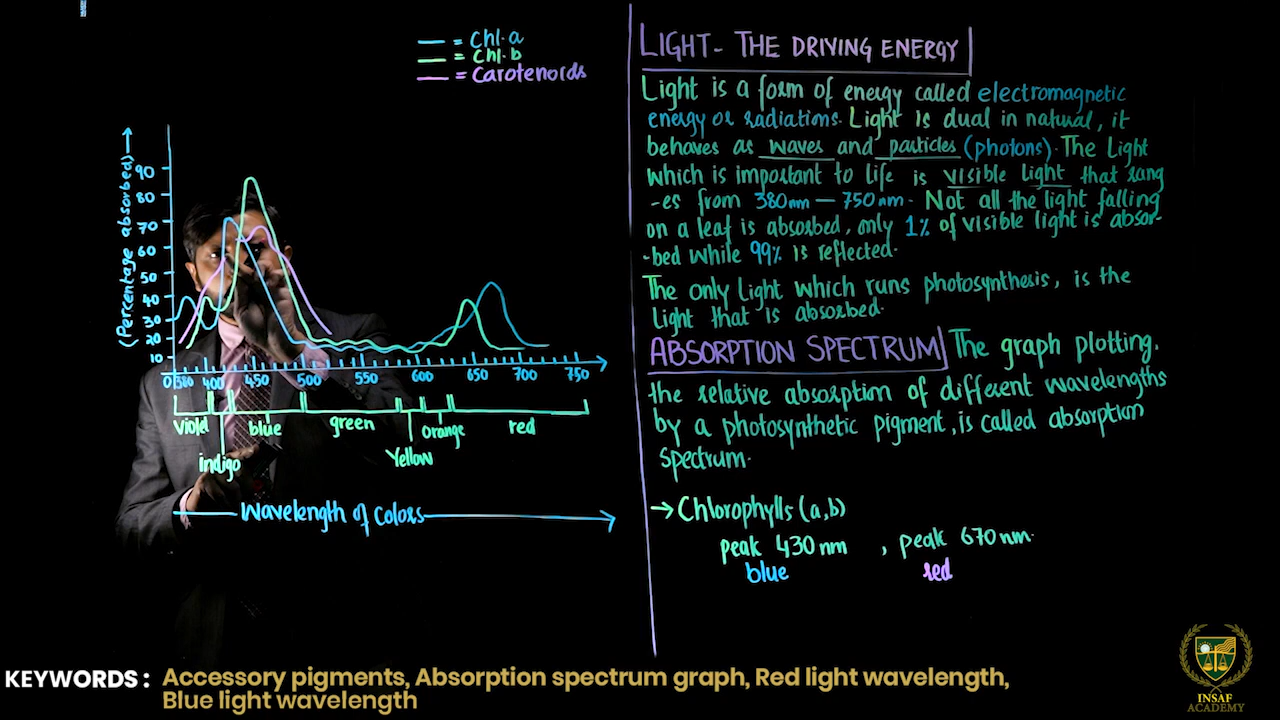 — = Chl.a
— = Chl.b
— = Carotenoids
(Percentage absorbed)→
90
80
70
60
50
40
30
20
10
0 380 400 450 500 550 600 650 700 750
Violet blue green orange red
indigo Yellow
Wavelength of Colors
LIGHT - THE DRIVING ENERGY
Light is a form of energy called electromagnetic
energy or radiations. Light is dual in natural, it
behaves as waves and particles (photons). The Light
which is important to life is visible Light that rang
-es from 380nm — 750nm. Not all the light falling
on a leaf is absorbed, only 1% of visible light is absor-
-bed while 99% is reflected.
The only Light which runs photosynthesis, is the
Light that is absorbed.
ABSORPTION SPECTRUM The graph plotting,
the relative absorption of different wavelengths
by a photosynthetic pigment, is called absorption
spectrum.
→ Chlorophylls (a,b)
peak 430 nm , peak 670 nm.
blue red
KEYWORDS : Accessory pigments, Absorption spectrum graph, Red light wavelength,
Blue light wavelength
INSAF
ACADEMY